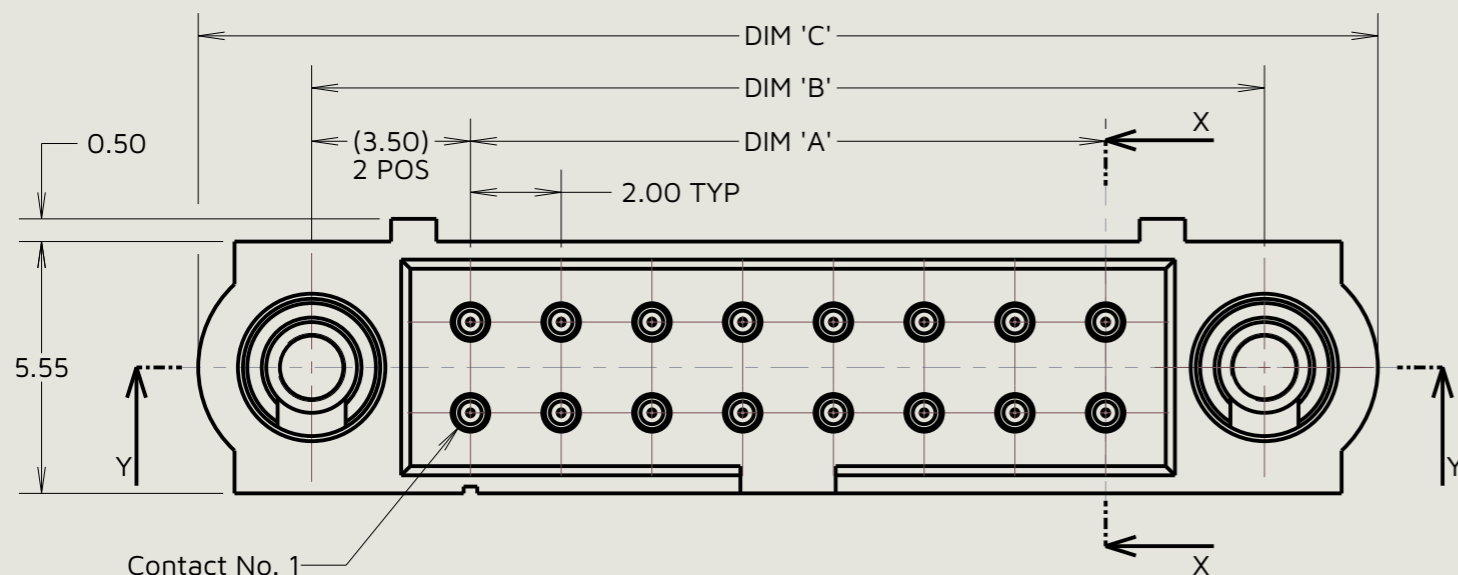 DIM 'C'
DIM 'B'
X
0.50
(3.50)
DIM 'A'
2 POS
2.00 TYP
5.55
Y
Y
Contact No. 1
X